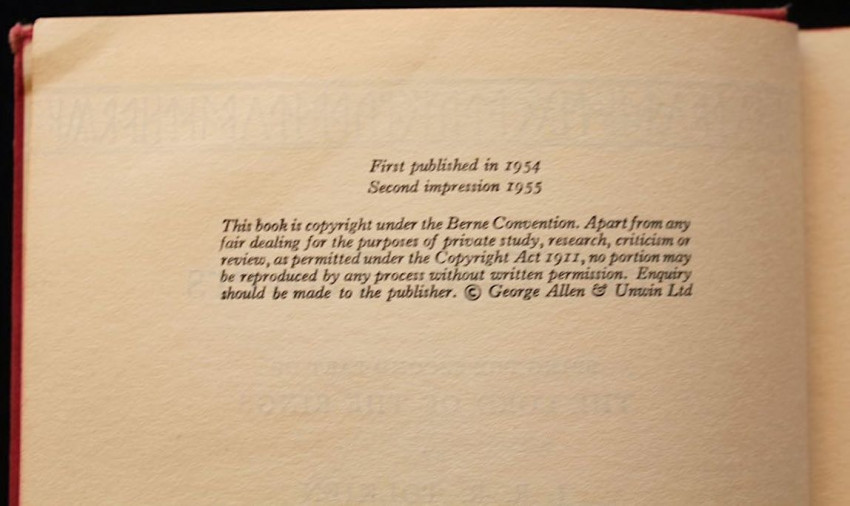 First published in 1954
Second impression 1955
This book is copyright under the Berne Convention. Apart from any
fair dealing for the purposes of private study, research, criticism or
review, as permitted under the Copyright Act 1911, no portion may
be reproduced by any process without written permission. Enquiry
should be made to the publisher. © George Allen & Unwin Ltd